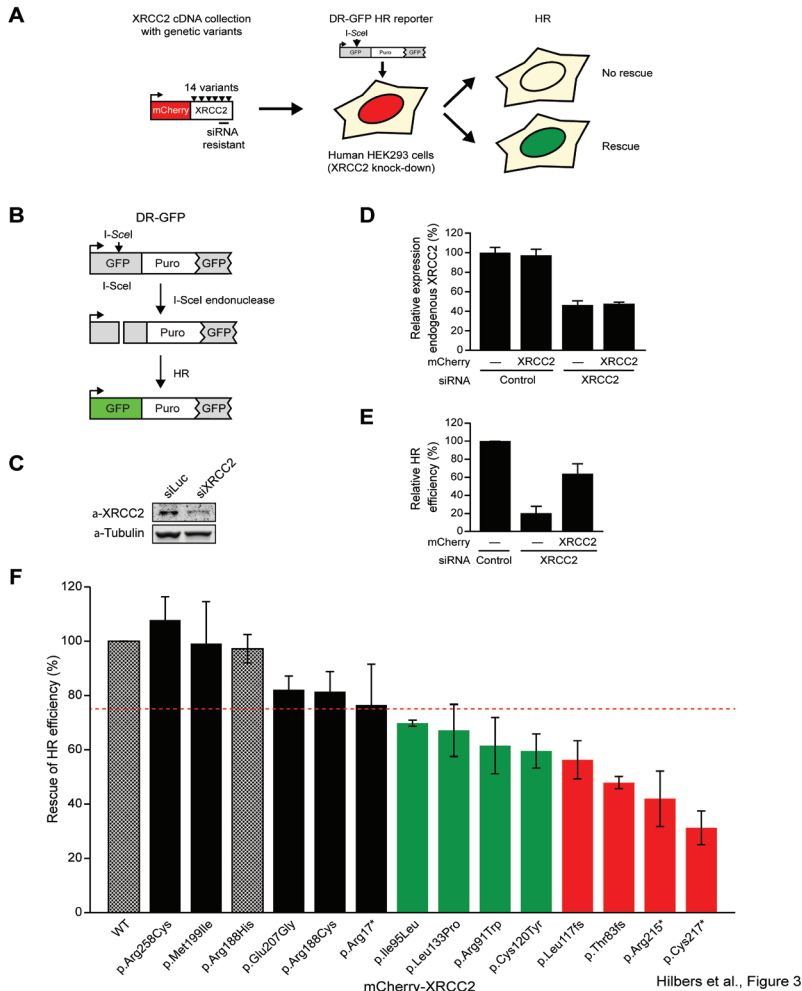 A
XRCC2 cDNA collection
with genetic variants
DR-GFP HR reporter
I-SceI
GFP
Puro
GFP
HR
14 variants
mCherry
XRCC2
siRNA
resistant
Human HEK293 cells
(XRCC2 knock-down)
No rescue
Rescue
B
DR-GFP
I-SceI
GFP
Puro
GFP
I-SceI
I-SceI endonuclease
Puro
GFP
HR
GFP
Puro
GFP
C
siLuc
siXRCC2
a-XRCC2
a-Tubulin
D
Relative expression
endogenous XRCC2 (%)
120
100
80
60
40
20
0
mCherry
—
XRCC2
—
XRCC2
siRNA
Control
XRCC2
E
Relative HR
efficiency (%)
120
100
80
60
40
20
0
mCherry
—
—
XRCC2
siRNA
Control
XRCC2
F
Rescue of HR efficiency (%)
120
100
80
60
40
20
0
WT
p.Arg258Cys
p.Met199Ile
p.Arg188His
p.Glu207Gly
p.Arg188Cys
p.Arg17*
p.Ile95Leu
p.Leu133Pro
p.Arg91Trp
p.Cys120Tyr
p.Leu117fs
p.Thr83fs
p.Arg215*
p.Cys217*
mCherry-XRCC2
Hilbers et al., Figure 3